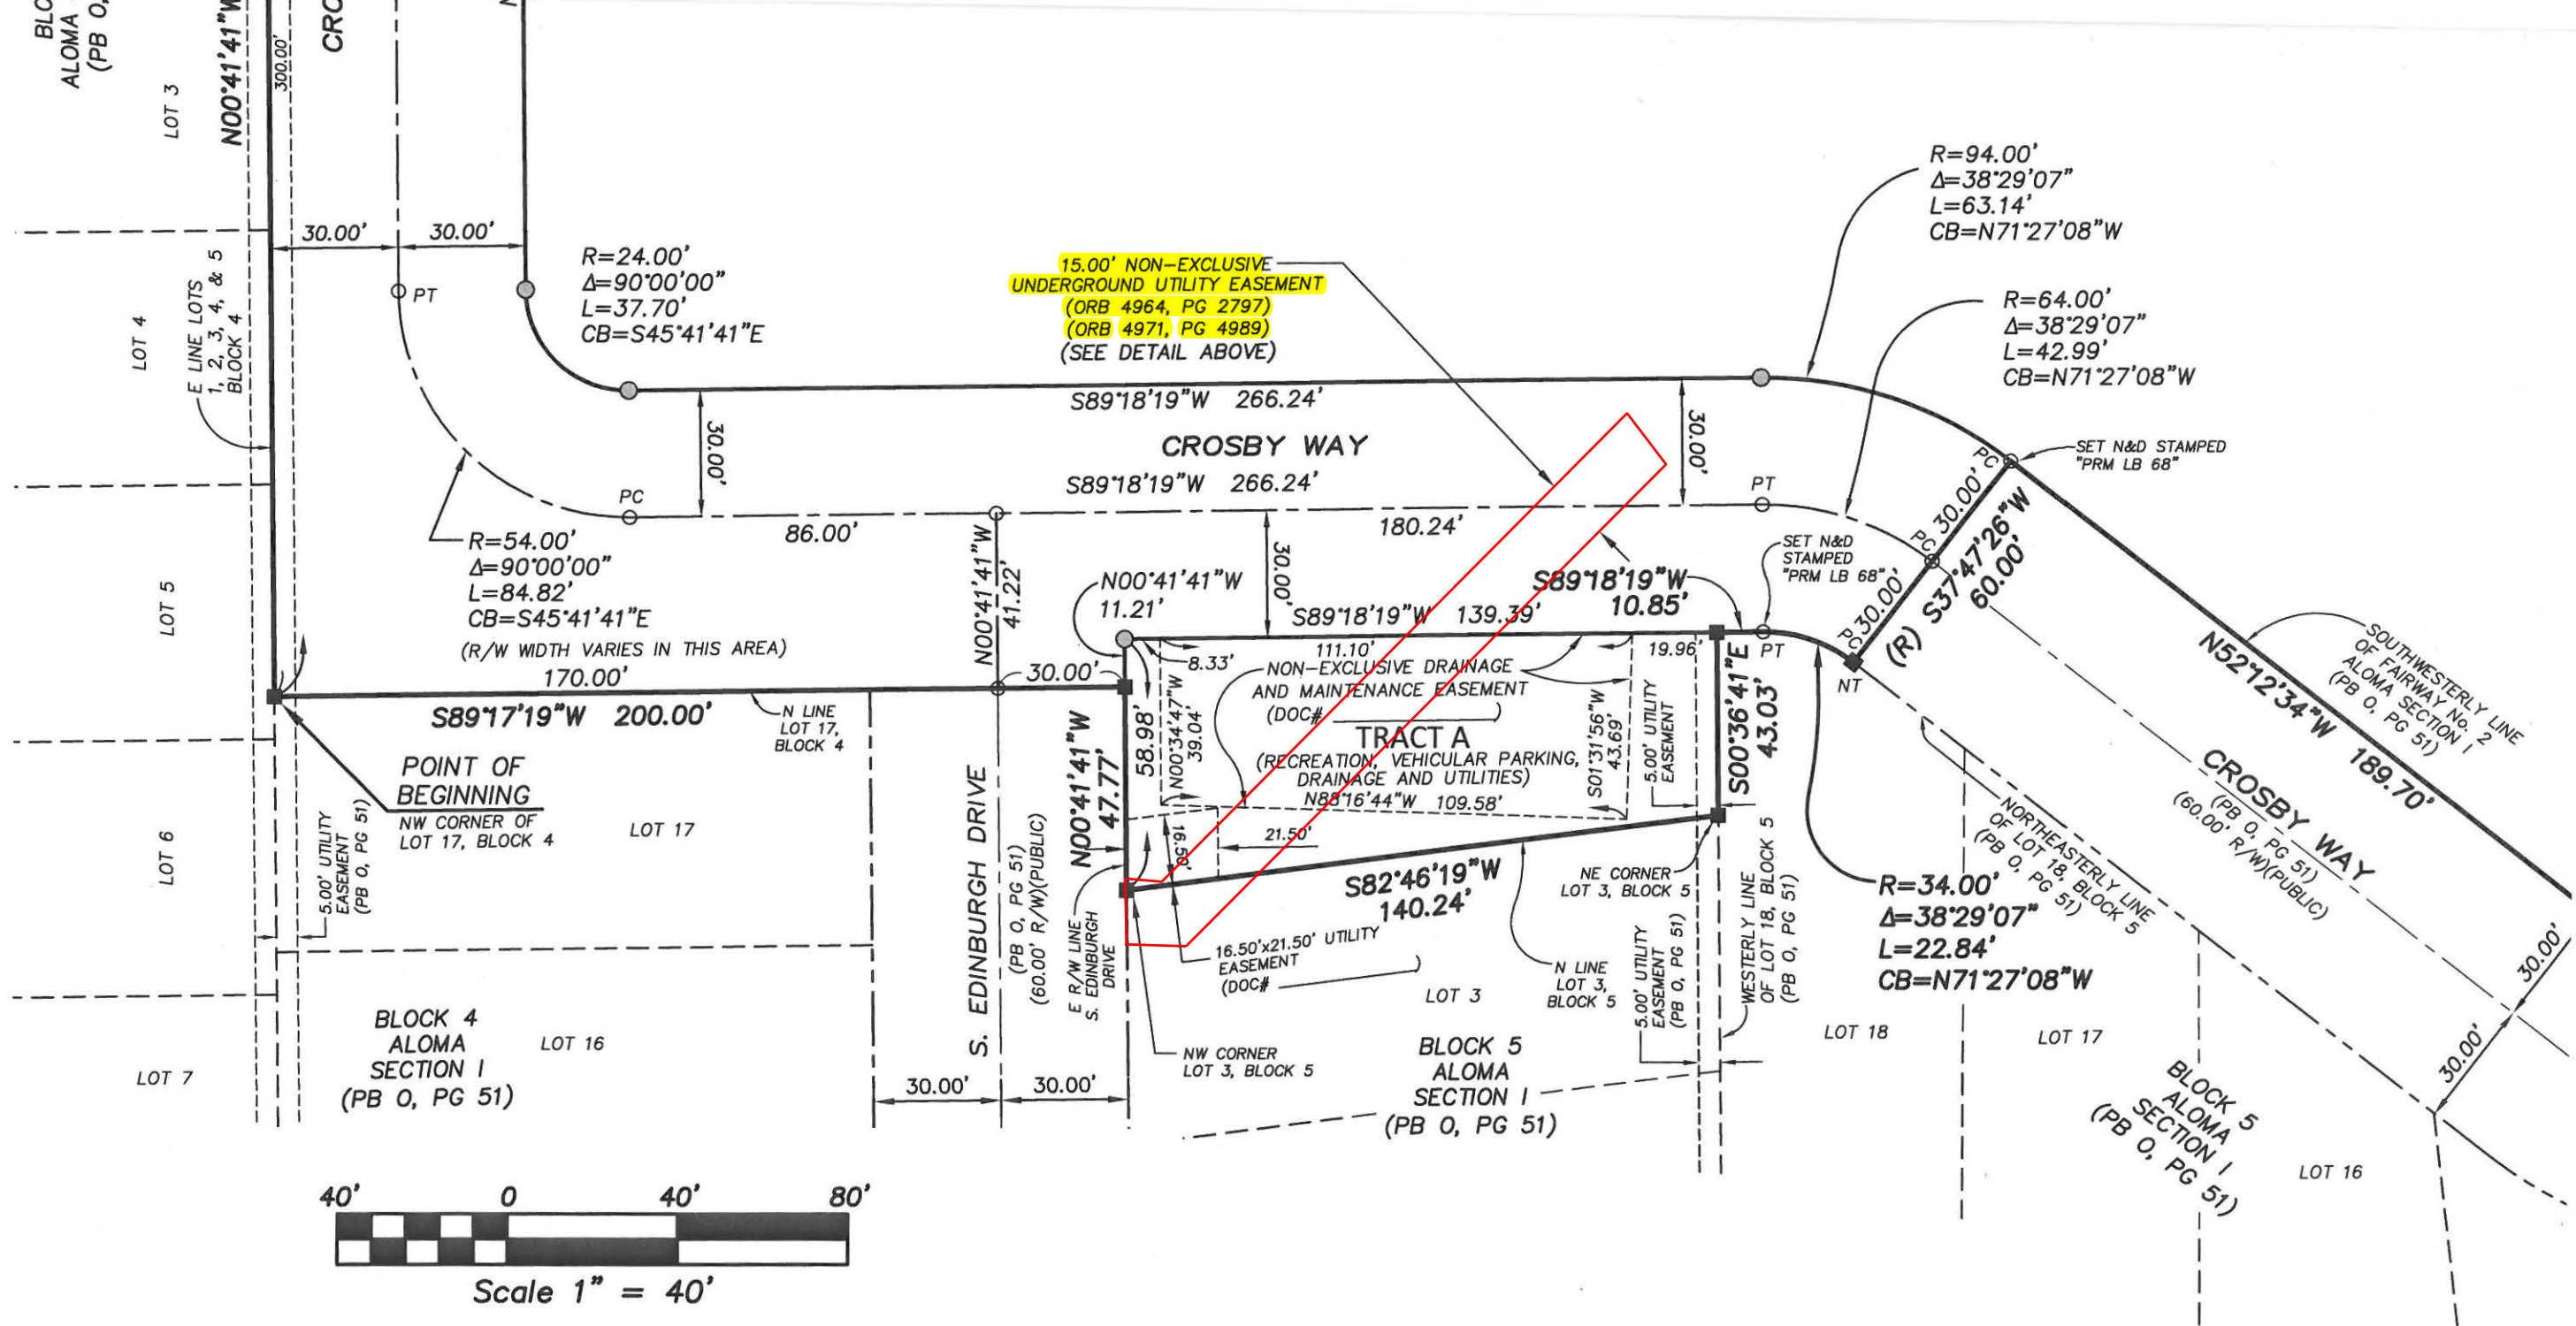 BLO
ALOMA
(PB O,
N00°41'41"W
300.00'
CRO
LOT 3
30.00'
30.00'
R=24.00'
Δ=90°00'00"
L=37.70'
CB=S45°41'41"E
PT
15.00' NON-EXCLUSIVE
UNDERGROUND UTILITY EASEMENT
(ORB 4964, PG 2797)
(ORB 4971, PG 4989)
(SEE DETAIL ABOVE)
R=94.00'
Δ=38°29'07"
L=63.14'
CB=N71°27'08"W
R=64.00'
Δ=38°29'07"
L=42.99'
CB=N71°27'08"W
LOT 4
E LINE LOTS
1, 2, 3, 4, & 5
BLOCK 4
S89°18'19"W 266.24'
30.00'
30.00'
CROSBY WAY
S89°18'19"W 266.24'
PC
SET N&D STAMPED
"PRM LB 68"
PC
PT
86.00'
180.24'
R=54.00'
Δ=90°00'00"
L=84.82'
CB=S45°41'41"E
(R/W WIDTH VARIES IN THIS AREA)
N00°41'41"W
41.22'
N00°41'41"W
11.21'
30.00'
S89°18'19"W
10.85'
S89°18'19"W 139.39'
SET N&D
STAMPED
"PRM LB 68"
PC
30.00'
30.00'
PC
(R) S37°47'26"W
60.00'
LOT 5
170.00'
S89°17'19"W 200.00'
30.00'
N LINE
LOT 17,
BLOCK 4
8.33'
111.10'
19.96'
PT
NT
NON-EXCLUSIVE DRAINAGE
AND MAINTENANCE EASEMENT
(DOC# )
TRACT A
(RECREATION, VEHICULAR PARKING,
DRAINAGE AND UTILITIES)
N88°16'44"W 109.58'
N00°34'47"W
39.04'
S01°31'56"W
43.69'
5.00' UTILITY
EASEMENT
S00°36'41"E
43.03'
58.98'
N00°41'41"W
47.77'
N52°12'34"W 189.70'
SOUTHWESTERLY LINE
OF FAIRWAY No. 2
ALOMA SECTION I
(PB O, PG 51)
CROSBY WAY
(PB O, PG 51)
(60.00' R/W)(PUBLIC)
NORTHEASTERLY LINE
OF LOT 18, BLOCK 5
(PB O, PG 51)
POINT OF
BEGINNING
NW CORNER OF
LOT 17, BLOCK 4
LOT 17
LOT 6
5.00' UTILITY
EASEMENT
(PB O, PG 51)
S. EDINBURGH DRIVE
(PB O, PG 51)
(60.00' R/W)(PUBLIC)
E R/W LINE
S. EDINBURGH
DRIVE
16.50'
21.50'
S82°46'19"W
140.24'
NE CORNER
LOT 3, BLOCK 5
R=34.00'
Δ=38°29'07"
L=22.84'
CB=N71°27'08"W
16.50'x21.50' UTILITY
EASEMENT
(DOC# )
N LINE
LOT 3,
BLOCK 5
LOT 3
5.00' UTILITY
EASEMENT
(PB O, PG 51)
WESTERLY LINE
OF LOT 18, BLOCK 5
(PB O, PG 51)
30.00'
30.00'
BLOCK 4
ALOMA
SECTION I
(PB O, PG 51)
LOT 16
LOT 7
NW CORNER
LOT 3, BLOCK 5
30.00'
30.00'
BLOCK 5
ALOMA
SECTION I
(PB O, PG 51)
LOT 18
LOT 17
BLOCK 5
ALOMA
SECTION I
(PB O, PG 51)
LOT 16
40' 0 40' 80'
Scale 1" = 40'